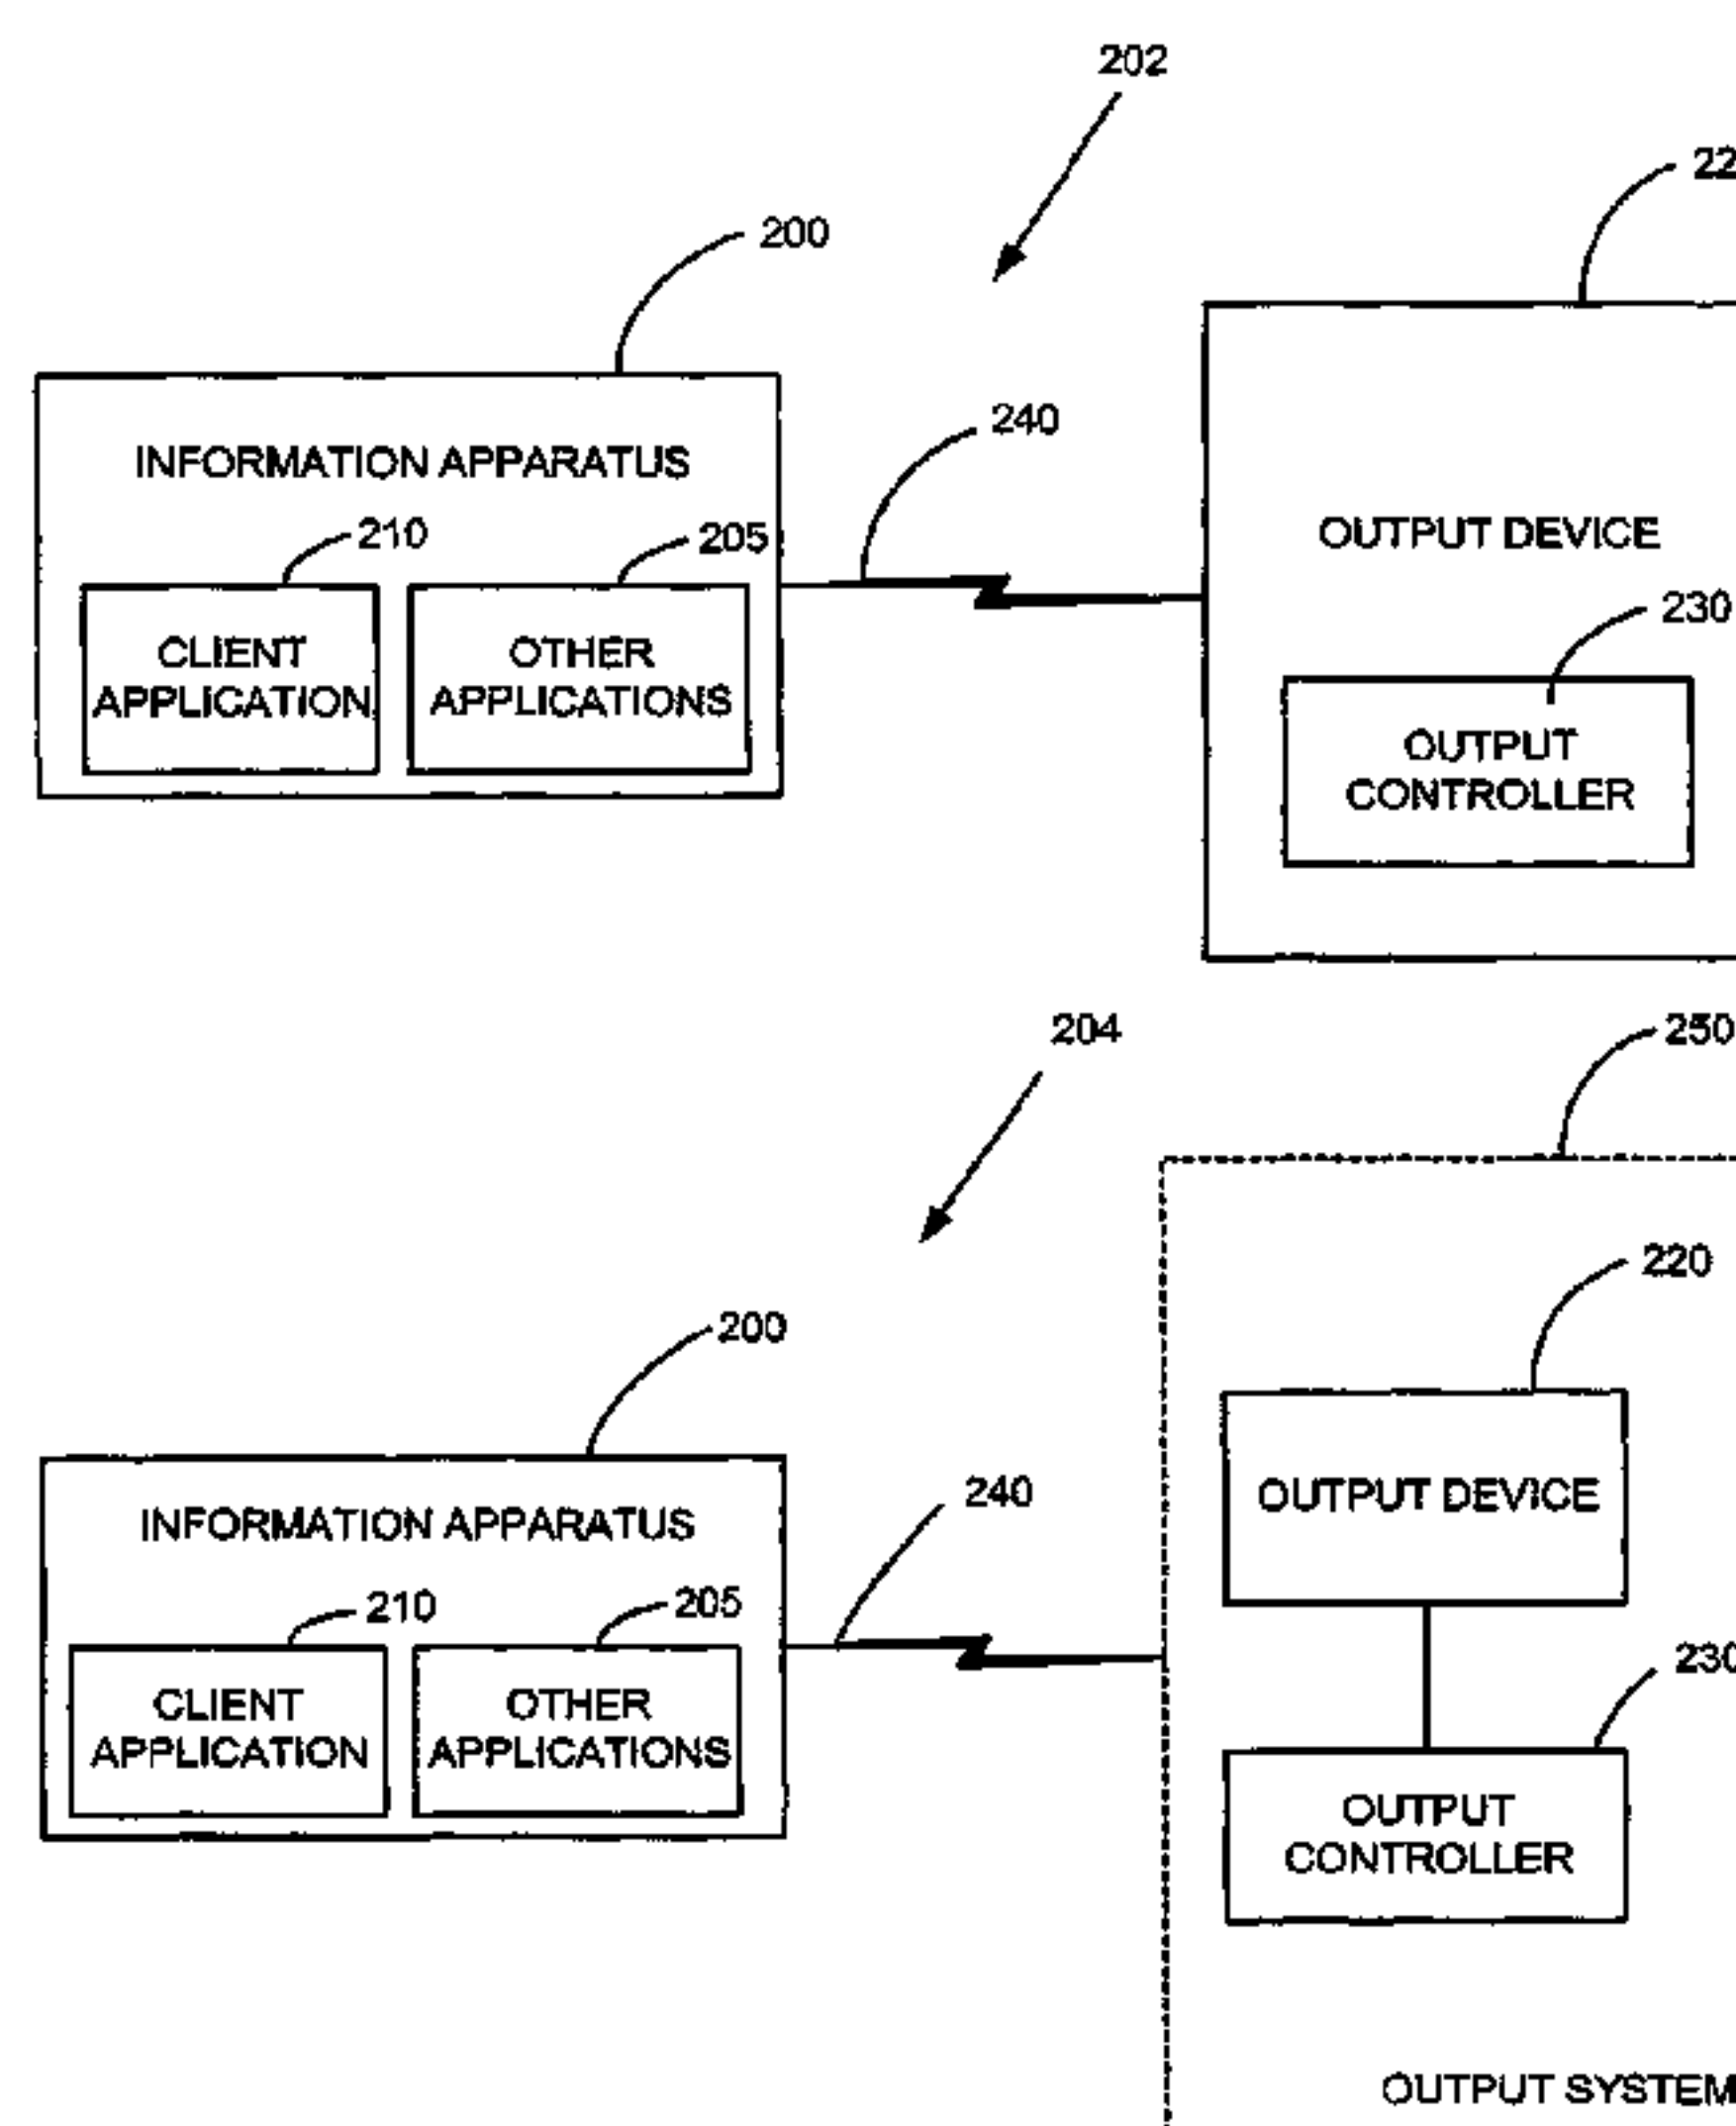 202
22
200
240
INFORMATION APPARATUS
210
205
OUTPUT DEVICE
230
CLIENT
APPLICATION
OTHER
APPLICATIONS
OUTPUT
CONTROLLER
204
250
220
200
240
INFORMATION APPARATUS
OUTPUT DEVICE
210
205
230
CLIENT
APPLICATION
OTHER
APPLICATIONS
OUTPUT
CONTROLLER
OUTPUT SYSTEM